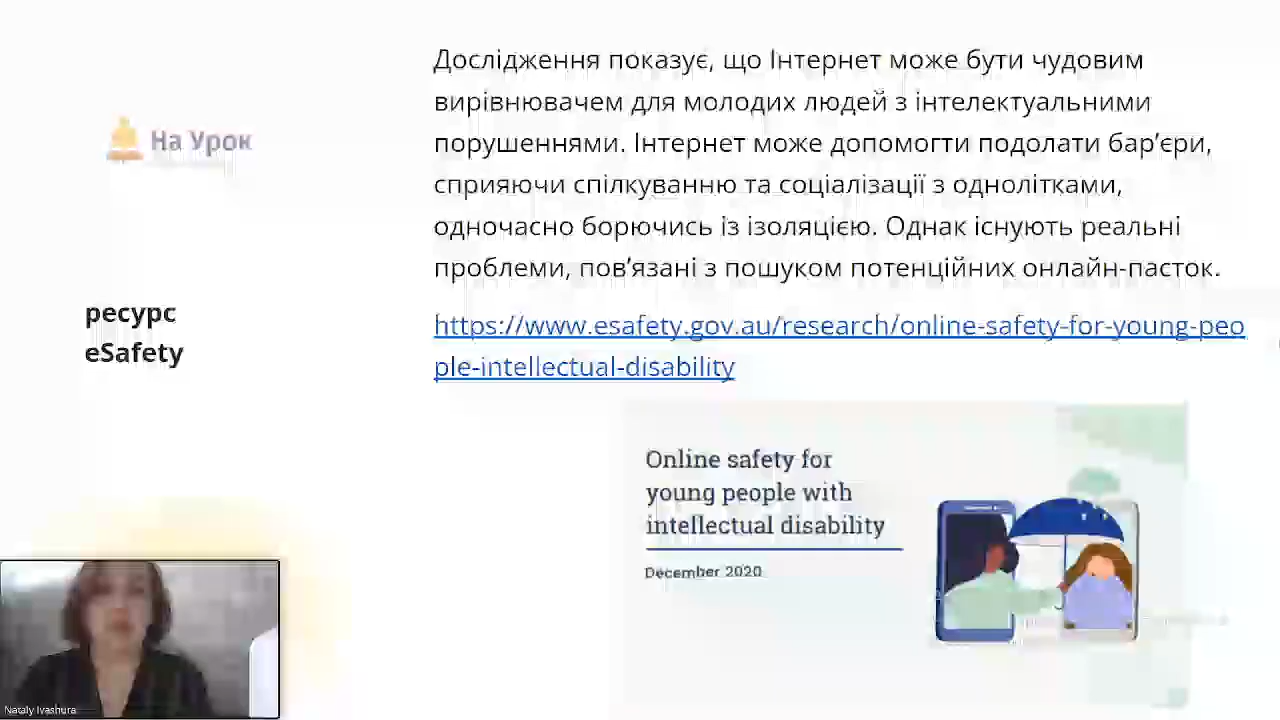 На Урок
ресурс
eSafety
Дослідження показує, що Інтернет може бути чудовим
вирівнювачем для молодих людей з інтелектуальними
порушеннями. Інтернет може допомогти подолати бар’єри,
сприяючи спілкуванню та соціалізації з однолітками,
одночасно борючись із ізоляцією. Однак існують реальні
проблеми, пов’язані з пошуком потенційних онлайн-пасток.
https://www.esafety.gov.au/research/online-safety-for-young-peo
ple-intellectual-disability
Online safety for
young people with
intellectual disability
December 2020
Nataly Ivashura